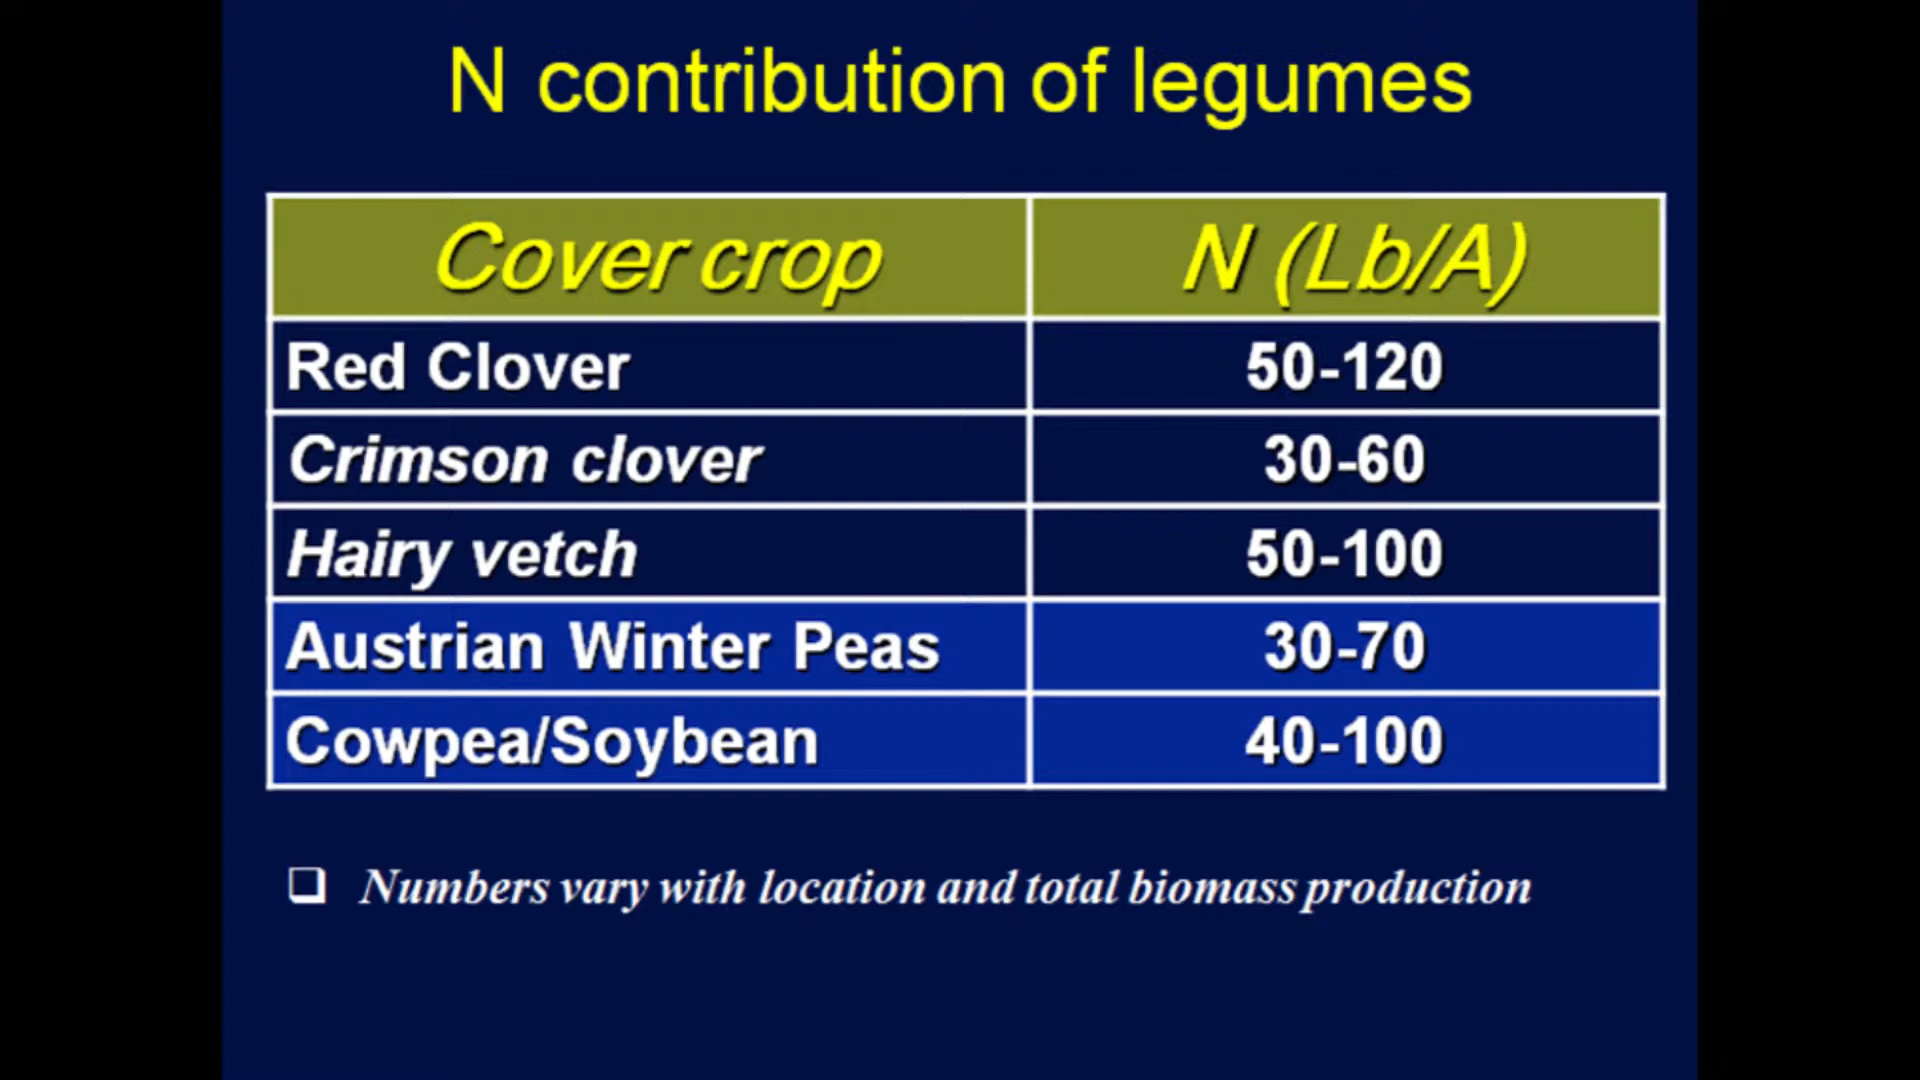 N contribution of legumes
Cover crop N (Lb/A)
Red Clover 50-120
Crimson clover 30-60
Hairy vetch 50-100
Austrian Winter Peas 30-70
Cowpea/Soybean 40-100
❑ Numbers vary with location and total biomass production